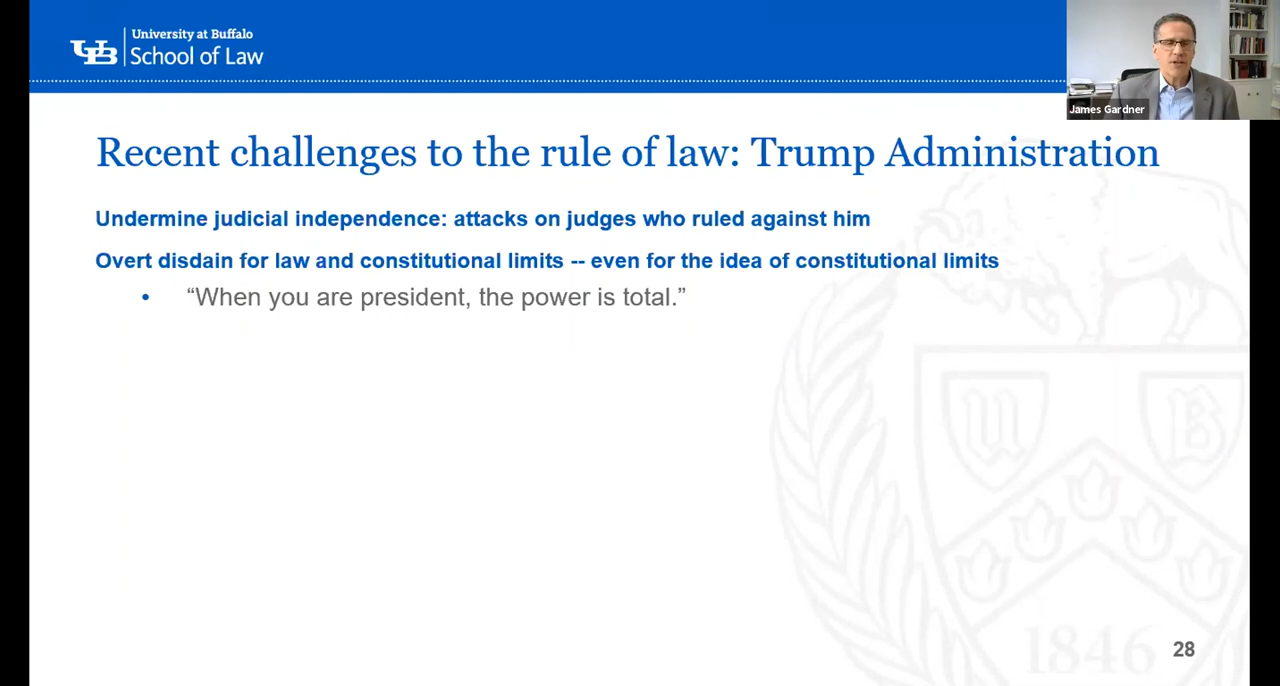 University at Buffalo
UB School of Law
James Gardner
Recent challenges to the rule of law: Trump Administration
Undermine judicial independence: attacks on judges who ruled against him
Overt disdain for law and constitutional limits -- even for the idea of constitutional limits
• “When you are president, the power is total.”
U B
1846
28